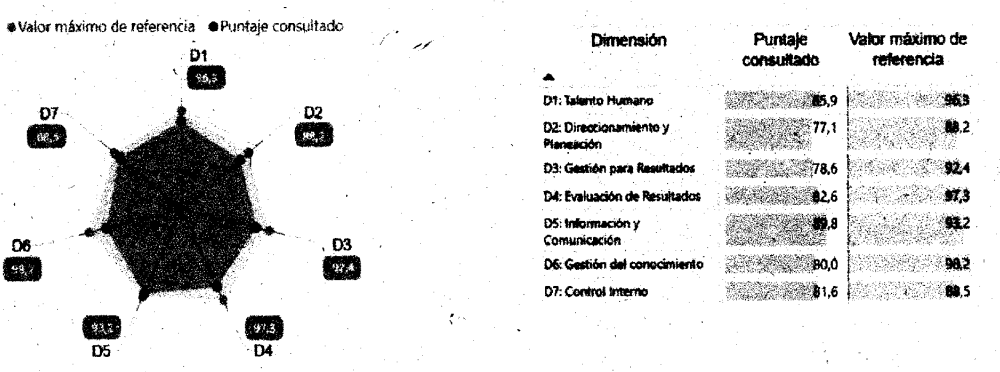 Valor máximo de referencia Puntaje consultado
D1
96,3
D7
88,5
D2
88,2
D6
98,2
D3
92,4
93,2
D5
97,3
D4
Dimensión Puntaje consultado Valor máximo de referencia
D1: Talento Humano 85,9 96,3
D2: Direccionamiento y Planeación 77,1 88,2
D3: Gestión para Resultados 78,6 92,4
D4: Evaluación de Resultados 82,6 97,3
D5: Información y Comunicación 89,8 93,2
D6: Gestión del conocimiento 80,0 98,2
D7: Control Interno 81,6 88,5